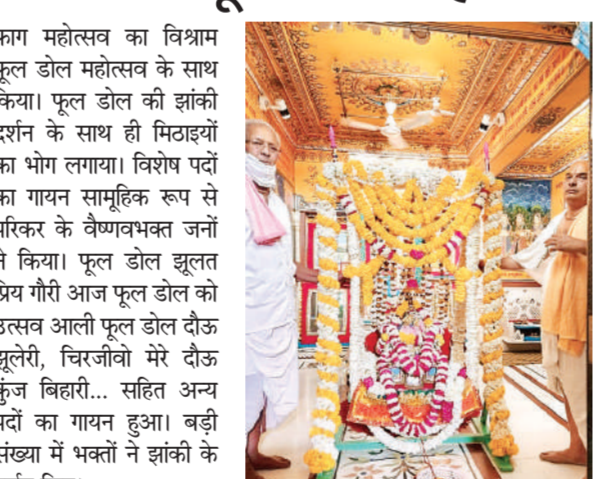 फाग महोत्सव का विश्राम
फूल डोल महोत्सव के साथ
किया। फूल डोल की झांकी
दर्शन के साथ ही मिठाइयों
का भोग लगाया। विशेष पदों
का गायन सामूहिक रूप से
परिकर के वैष्णवभक्त जनों
ने किया। फूल डोल झूलत
प्रिय गौरी आज फूल डोल को
उत्सव आली फूल डोल दौऊ
झूलेरी, चिरजीवो मेरे दौऊ
कुंज बिहारी... सहित अन्य
पदों का गायन हुआ। बड़ी
संख्या में भक्तों ने झांकी के